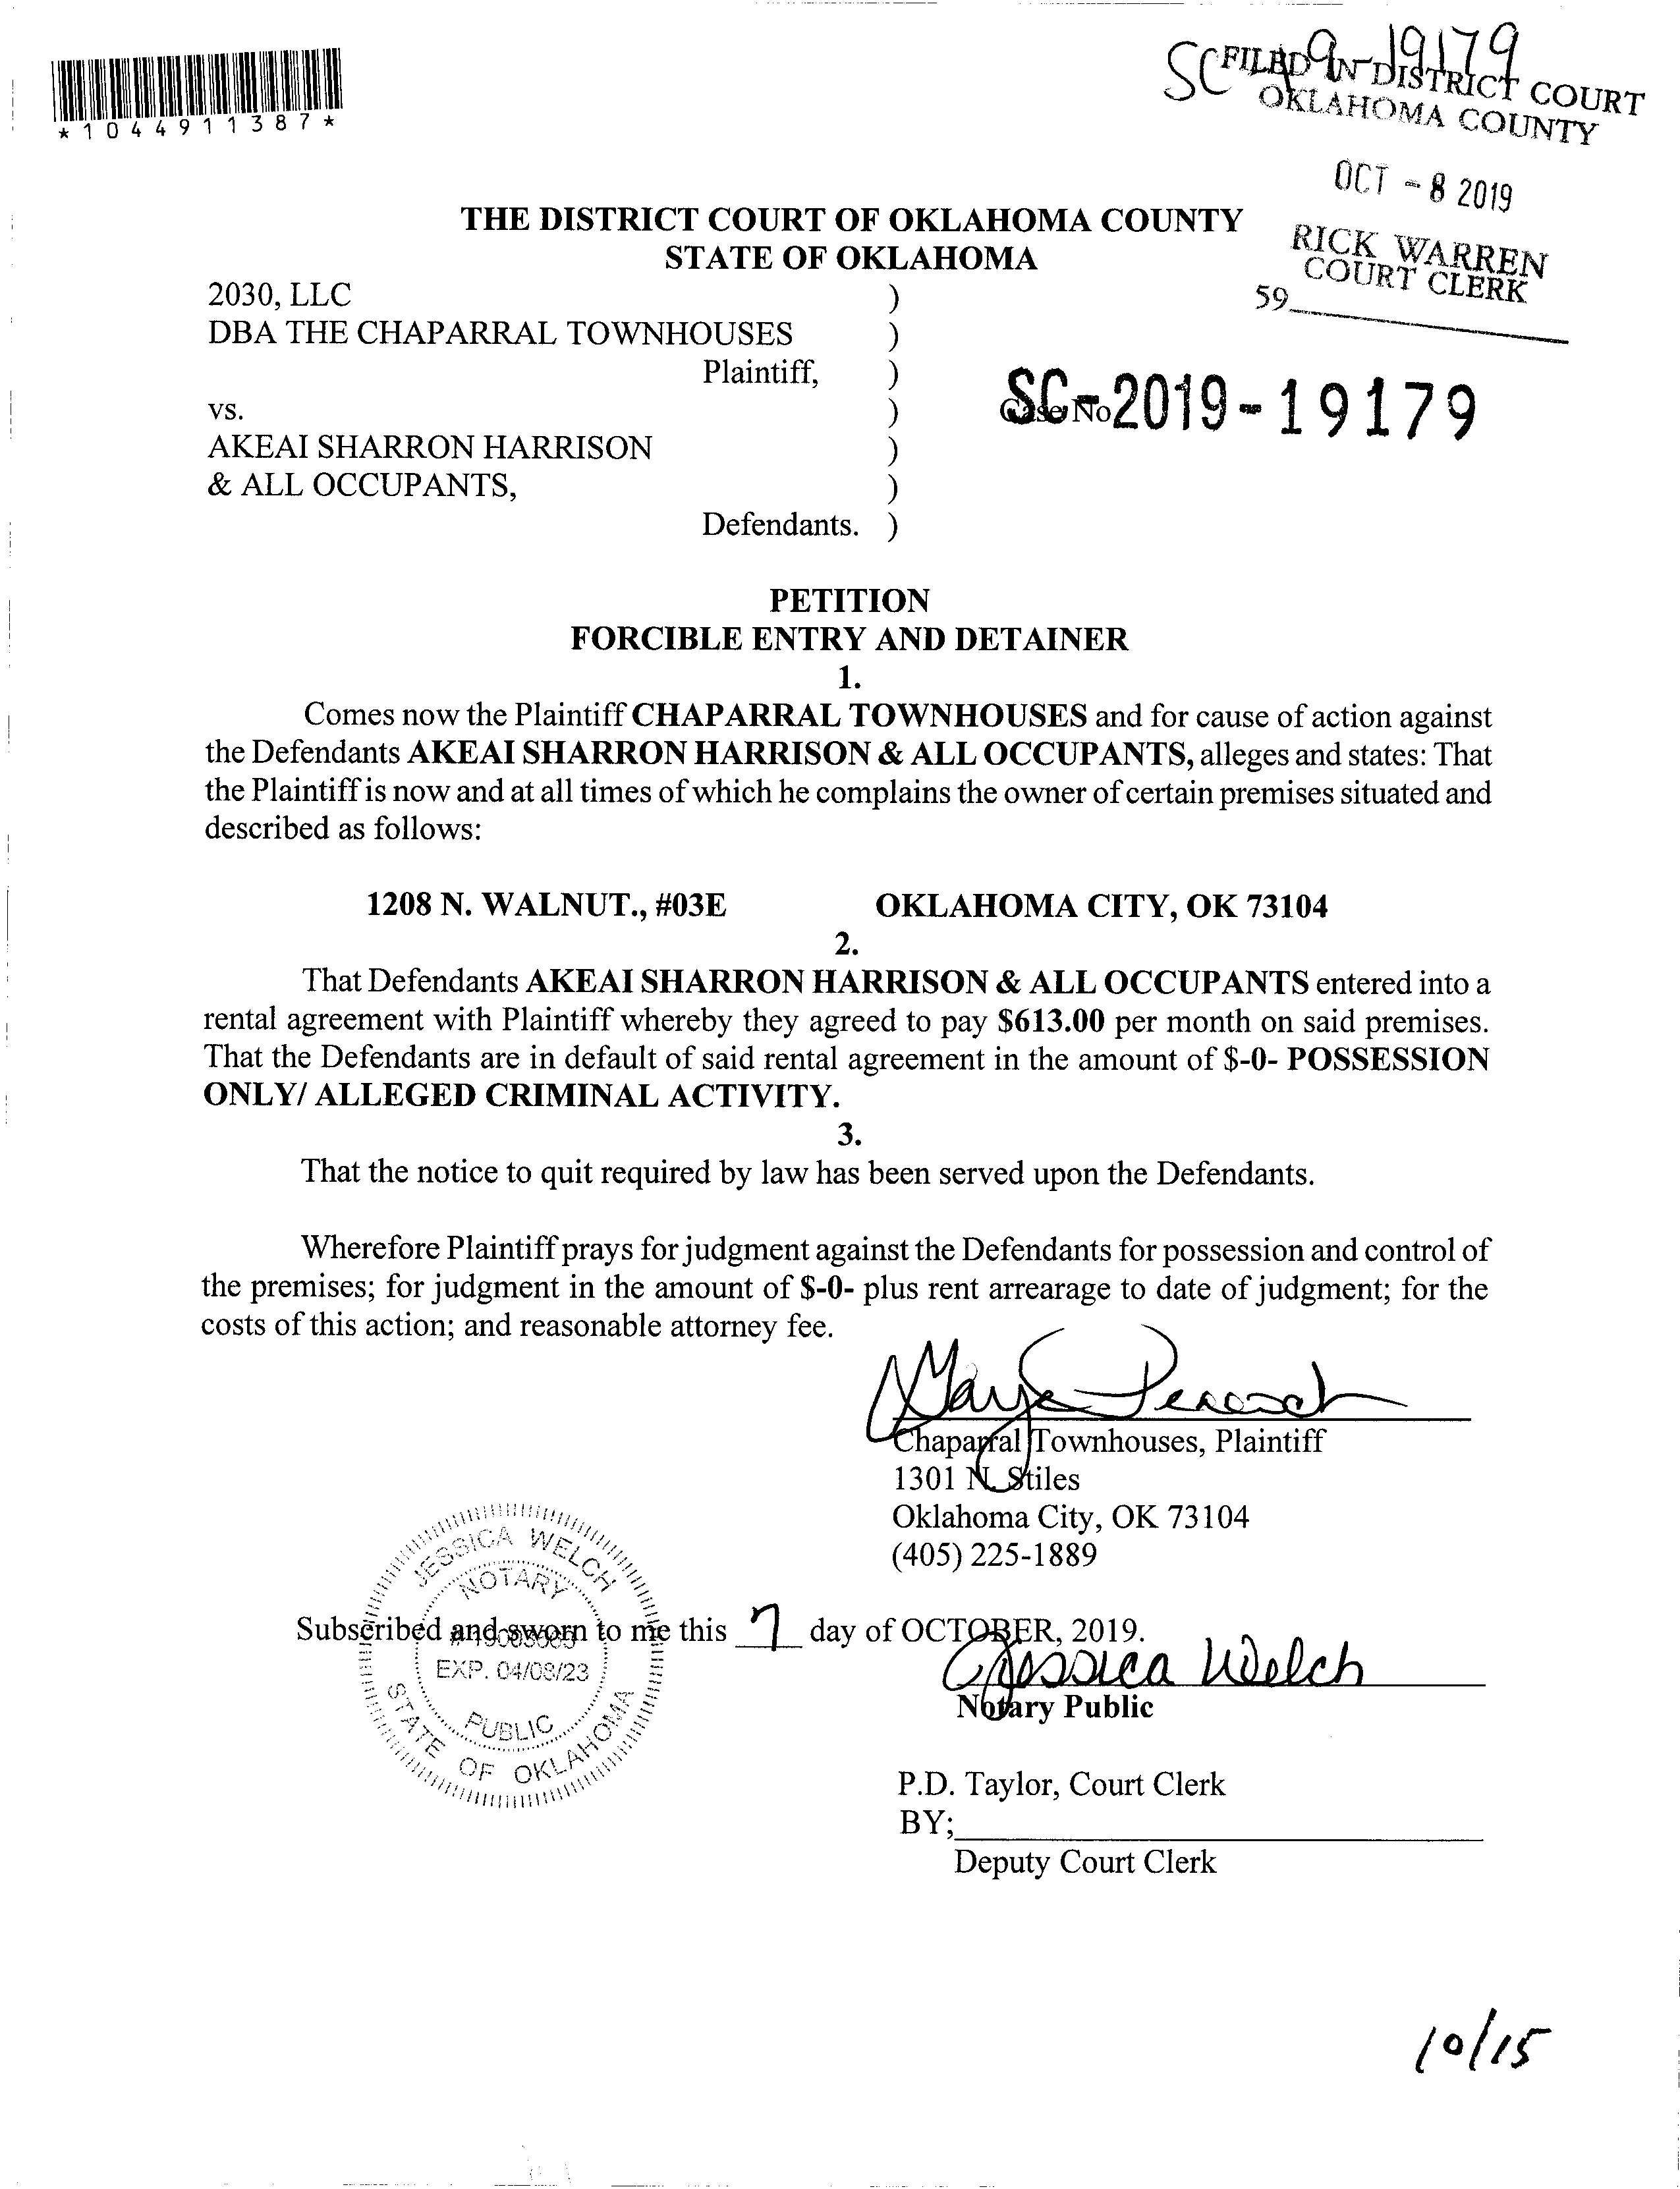 *1044911387*
SC 19-19179
FILED IN DISTRICT COURT
OKLAHOMA COUNTY
OCT - 8 2019
RICK WARREN
COURT CLERK
59
THE DISTRICT COURT OF OKLAHOMA COUNTY
STATE OF OKLAHOMA
2030, LLC )
DBA THE CHAPARRAL TOWNHOUSES )
Plaintiff, )
vs. ) Case No SC-2019-19179
AKEAI SHARRON HARRISON )
& ALL OCCUPANTS, )
Defendants. )
PETITION
FORCIBLE ENTRY AND DETAINER
1.
Comes now the Plaintiff CHAPARRAL TOWNHOUSES and for cause of action against
the Defendants AKEAI SHARRON HARRISON & ALL OCCUPANTS, alleges and states: That
the Plaintiff is now and at all times of which he complains the owner of certain premises situated and
described as follows:
1208 N. WALNUT., #03E OKLAHOMA CITY, OK 73104
2.
That Defendants AKEAI SHARRON HARRISON & ALL OCCUPANTS entered into a
rental agreement with Plaintiff whereby they agreed to pay $613.00 per month on said premises.
That the Defendants are in default of said rental agreement in the amount of $-0- POSSESSION
ONLY/ ALLEGED CRIMINAL ACTIVITY.
3.
That the notice to quit required by law has been served upon the Defendants.
Wherefore Plaintiff prays for judgment against the Defendants for possession and control of
the premises; for judgment in the amount of $-0- plus rent arrearage to date of judgment; for the
costs of this action; and reasonable attorney fee.
Chaparral Townhouses, Plaintiff
1301 N. Stiles
Oklahoma City, OK 73104
(405) 225-1889
JESSICA WELCH
NOTARY
EXP. 04/08/23
PUBLIC
STATE OF OKLAHOMA
Subscribed and sworn to me this 7 day of OCTOBER, 2019.
Jessica Welch
Notary Public
P.D. Taylor, Court Clerk
BY;
Deputy Court Clerk
10/15